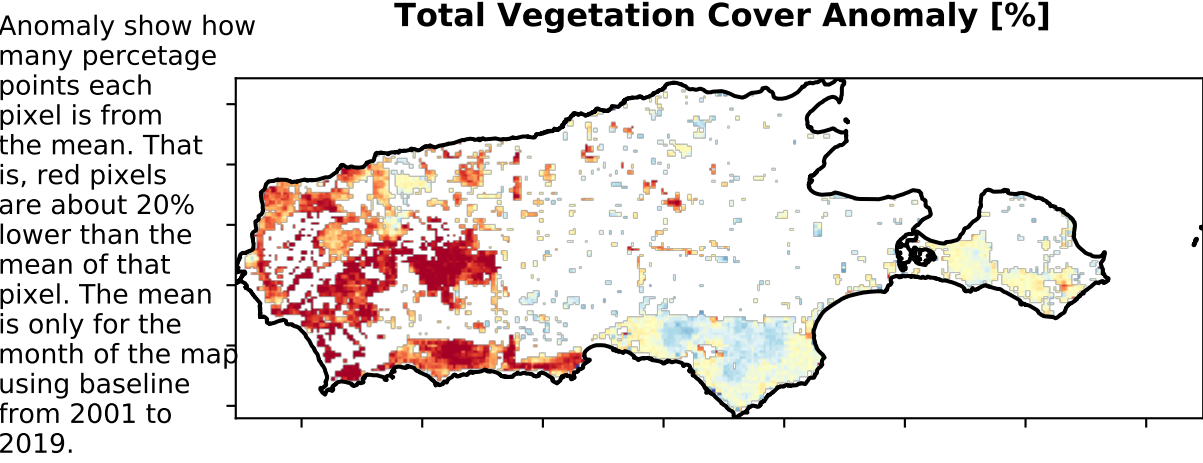 Total Vegetation Cover Anomaly [%]
Anomaly show how
many percetage
points each
pixel is from
the mean. That
is, red pixels
are about 20%
lower than the
mean of that
pixel. The mean
is only for the
month of the map
using baseline
from 2001 to
2019.